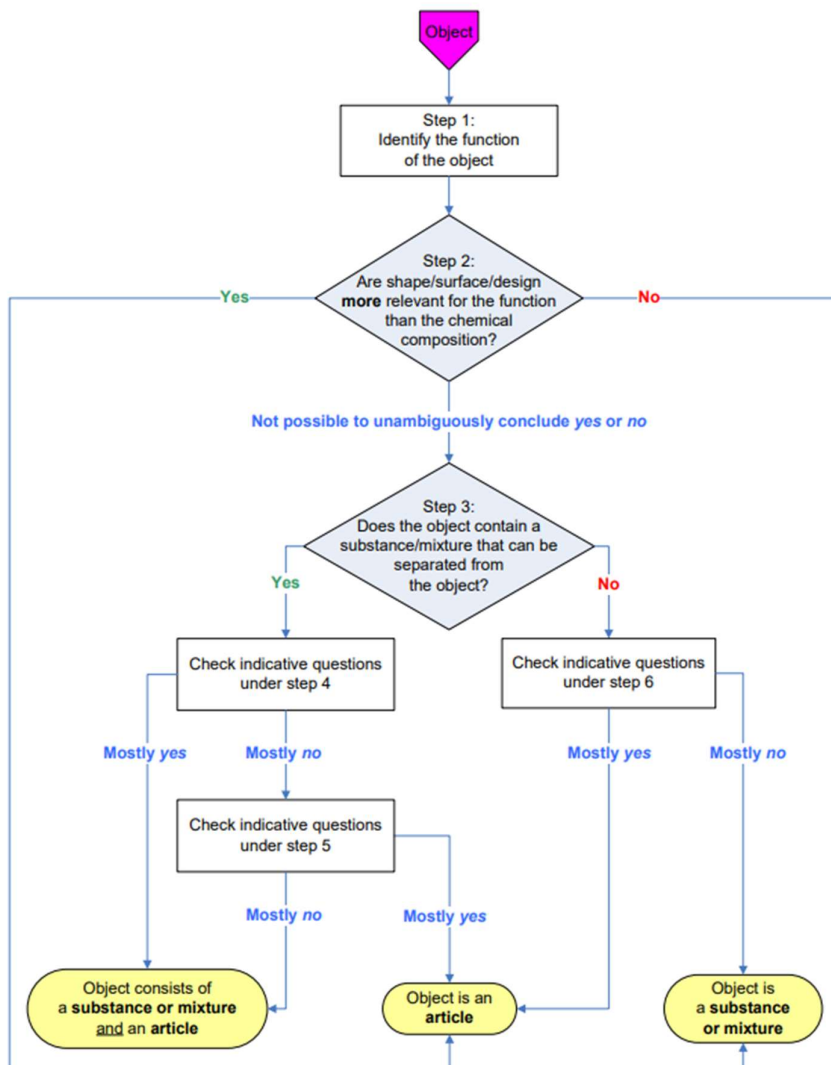 Object
Step 1:
Identify the function
of the object
Step 2:
Are shape/surface/design
more relevant for the function
than the chemical
composition?
Yes
No
Not possible to unambiguously conclude yes or no
Step 3:
Does the object contain a
substance/mixture that can be
separated from
the object?
Yes
No
Check indicative questions
under step 4
Check indicative questions
under step 6
Mostly yes
Mostly no
Mostly yes
Mostly no
Check indicative questions
under step 5
Mostly no
Mostly yes
Object consists of
a substance or mixture
and an article
Object is an
article
Object is
a substance
or mixture